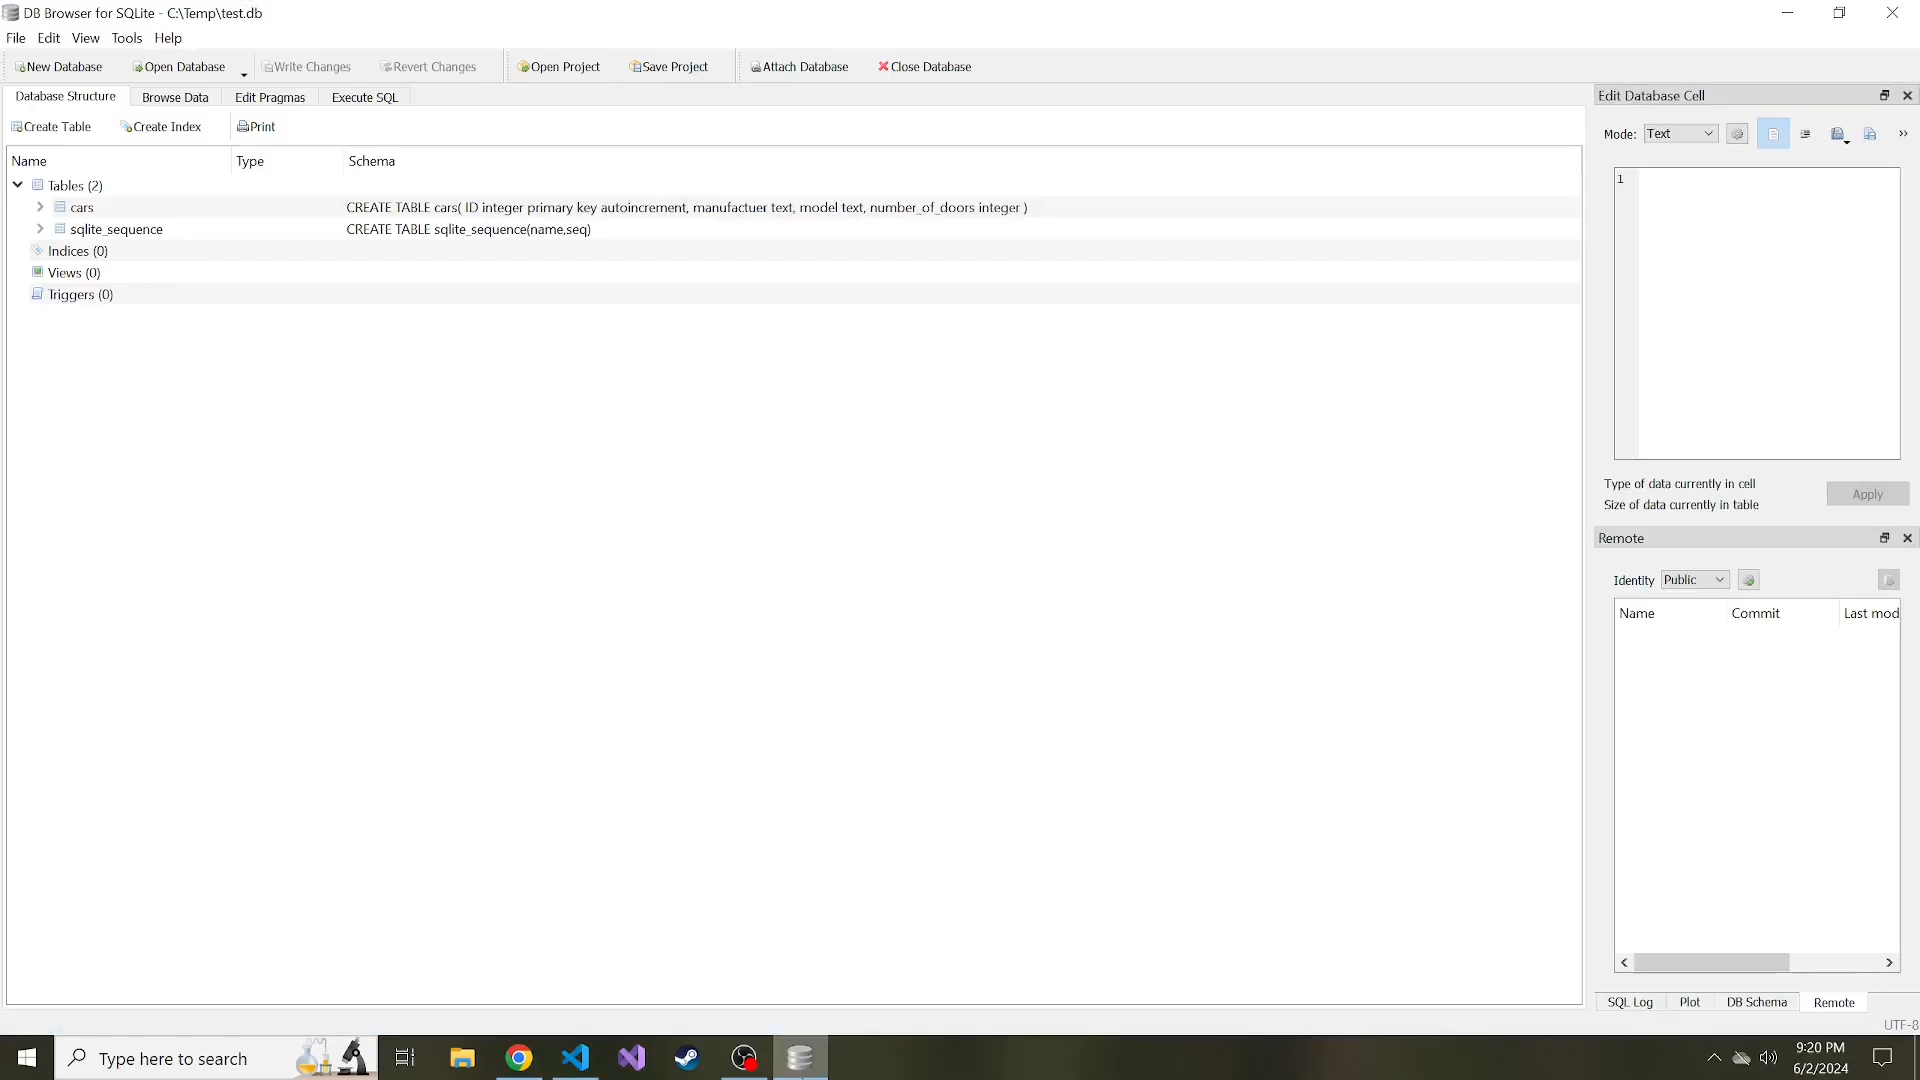 DB Browser for SQLite - C:\Temp\test.db
File Edit View Tools Help
New Database Open Database Write Changes Revert Changes Open Project Save Project Attach Database Close Database
Database Structure Browse Data Edit Pragmas Execute SQL
Create Table Create Index Print
Name Type Schema
Tables (2)
cars CREATE TABLE cars( ID integer primary key autoincrement, manufactuer text, model text, number_of_doors integer )
sqlite_sequence CREATE TABLE sqlite_sequence(name,seq)
Indices (0)
Views (0)
Triggers (0)
Edit Database Cell
Mode: Text
1
Type of data currently in cell
Size of data currently in table
Apply
Remote
Identity Public
Name Commit Last mod
SQL Log Plot DB Schema Remote
UTF-8
Type here to search
9:20 PM
6/2/2024